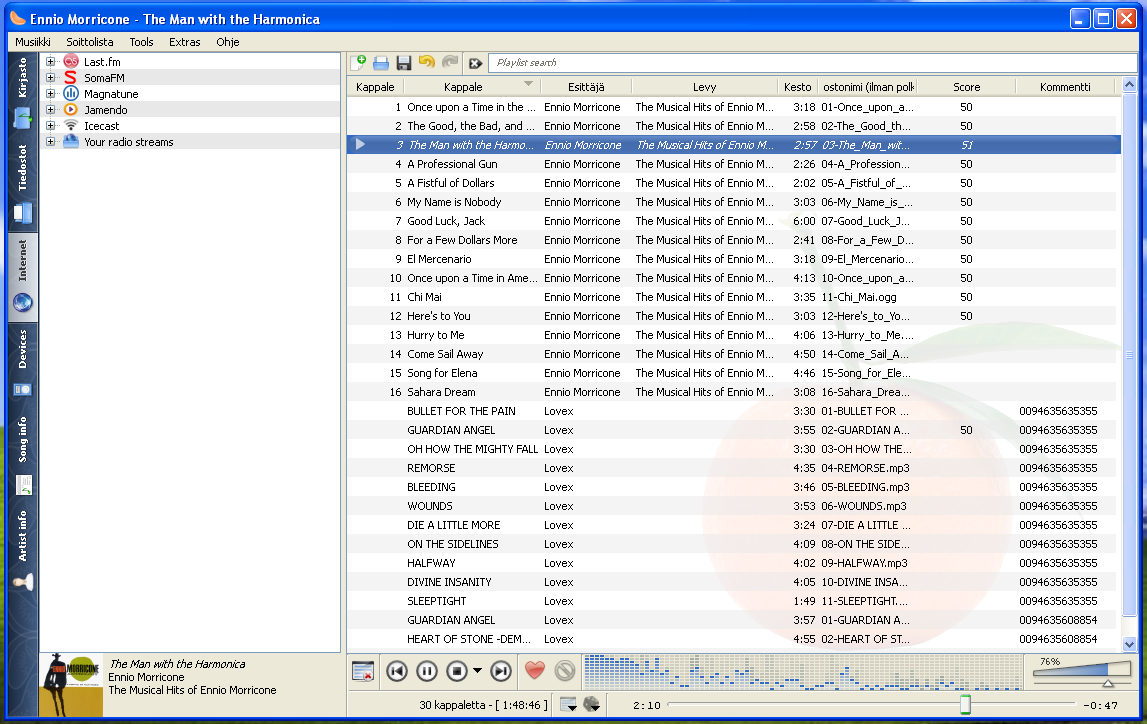 Ennio Morricone - The Man with the Harmonica
Musiikki Soittolista Tools Extras Ohje
Kirjasto
Tiedostot
Internet
Devices
Song info
Artist info
Last.fm
SomaFM
Magnatune
Jamendo
Icecast
Your radio streams
Playlist search
Kappale Kappale Esittäjä Levy Kesto ostonimi (ilman polk Score Kommentti
1 Once upon a Time in the ... Ennio Morricone The Musical Hits of Ennio M... 3:18 01-Once_upon_a... 50
2 The Good, the Bad, and ... Ennio Morricone The Musical Hits of Ennio M... 2:58 02-The_Good_th... 50
3 The Man with the Harmo... Ennio Morricone The Musical Hits of Ennio M... 2:57 03-The_Man_wit... 51
4 A Professional Gun Ennio Morricone The Musical Hits of Ennio M... 2:26 04-A_Profession... 50
5 A Fistful of Dollars Ennio Morricone The Musical Hits of Ennio M... 2:02 05-A_Fistful_of_... 50
6 My Name is Nobody Ennio Morricone The Musical Hits of Ennio M... 3:03 06-My_Name_is_... 50
7 Good Luck, Jack Ennio Morricone The Musical Hits of Ennio M... 6:00 07-Good_Luck_J... 50
8 For a Few Dollars More Ennio Morricone The Musical Hits of Ennio M... 2:41 08-For_a_Few_D... 50
9 El Mercenario Ennio Morricone The Musical Hits of Ennio M... 3:18 09-El_Mercenario... 50
10 Once upon a Time in Ame... Ennio Morricone The Musical Hits of Ennio M... 4:13 10-Once_upon_a... 50
11 Chi Mai Ennio Morricone The Musical Hits of Ennio M... 3:35 11-Chi_Mai.ogg 50
12 Here's to You Ennio Morricone The Musical Hits of Ennio M... 3:03 12-Here's_to_Yo... 50
13 Hurry to Me Ennio Morricone The Musical Hits of Ennio M... 4:06 13-Hurry_to_Me....
14 Come Sail Away Ennio Morricone The Musical Hits of Ennio M... 4:50 14-Come_Sail_A...
15 Song for Elena Ennio Morricone The Musical Hits of Ennio M... 4:46 15-Song_for_Ele...
16 Sahara Dream Ennio Morricone The Musical Hits of Ennio M... 3:08 16-Sahara_Drea...
BULLET FOR THE PAIN Lovex 3:30 01-BULLET FOR ... 0094635635355
GUARDIAN ANGEL Lovex 3:55 02-GUARDIAN A... 50 0094635635355
OH HOW THE MIGHTY FALL Lovex 3:30 03-OH HOW THE... 0094635635355
REMORSE Lovex 4:35 04-REMORSE.mp3 0094635635355
BLEEDING Lovex 3:46 05-BLEEDING.mp3 0094635635355
WOUNDS Lovex 3:53 06-WOUNDS.mp3 0094635635355
DIE A LITTLE MORE Lovex 3:24 07-DIE A LITTLE ... 0094635635355
ON THE SIDELINES Lovex 4:09 08-ON THE SIDE... 0094635635355
HALFWAY Lovex 4:02 09-HALFWAY.mp3 0094635635355
DIVINE INSANITY Lovex 4:05 10-DIVINE INSA... 0094635635355
SLEEPTIGHT Lovex 1:49 11-SLEEPTIGHT.... 0094635635355
GUARDIAN ANGEL Lovex 3:57 01-GUARDIAN A... 0094635608854
HEART OF STONE -DEM... Lovex 4:55 02-HEART OF ST... 0094635608854
ENNIO MORRICONE
The Man with the Harmonica
Ennio Morricone
The Musical Hits of Ennio Morricone
76%
30 kappaletta - [ 1:48:46 ]
2:10
-0:47